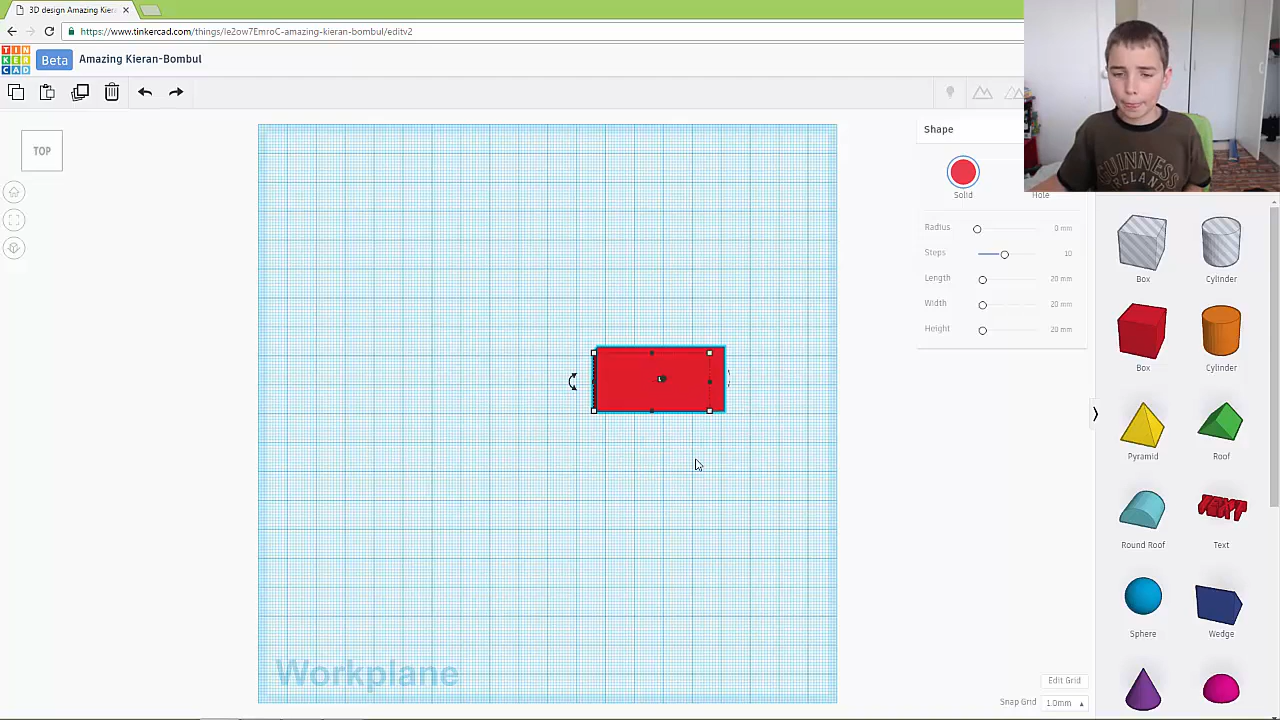 3D design Amazing Kiera
https://www.tinkercad.com/things/le2ow7EmroC-amazing-kieran-bombul/editv2
TIN
KER
CAD
Beta
Amazing Kieran-Bombul
TOP
Shape
Solid
Hole
Radius
0 mm
Steps
10
Length
20 mm
Width
20 mm
Height
20 mm
GUINNESS
IRELAND
Box
Cylinder
Box
Cylinder
Pyramid
Roof
Round Roof
TEXT
Text
Sphere
Wedge
Workplane
Edit Grid
Snap Grid
1.0mm